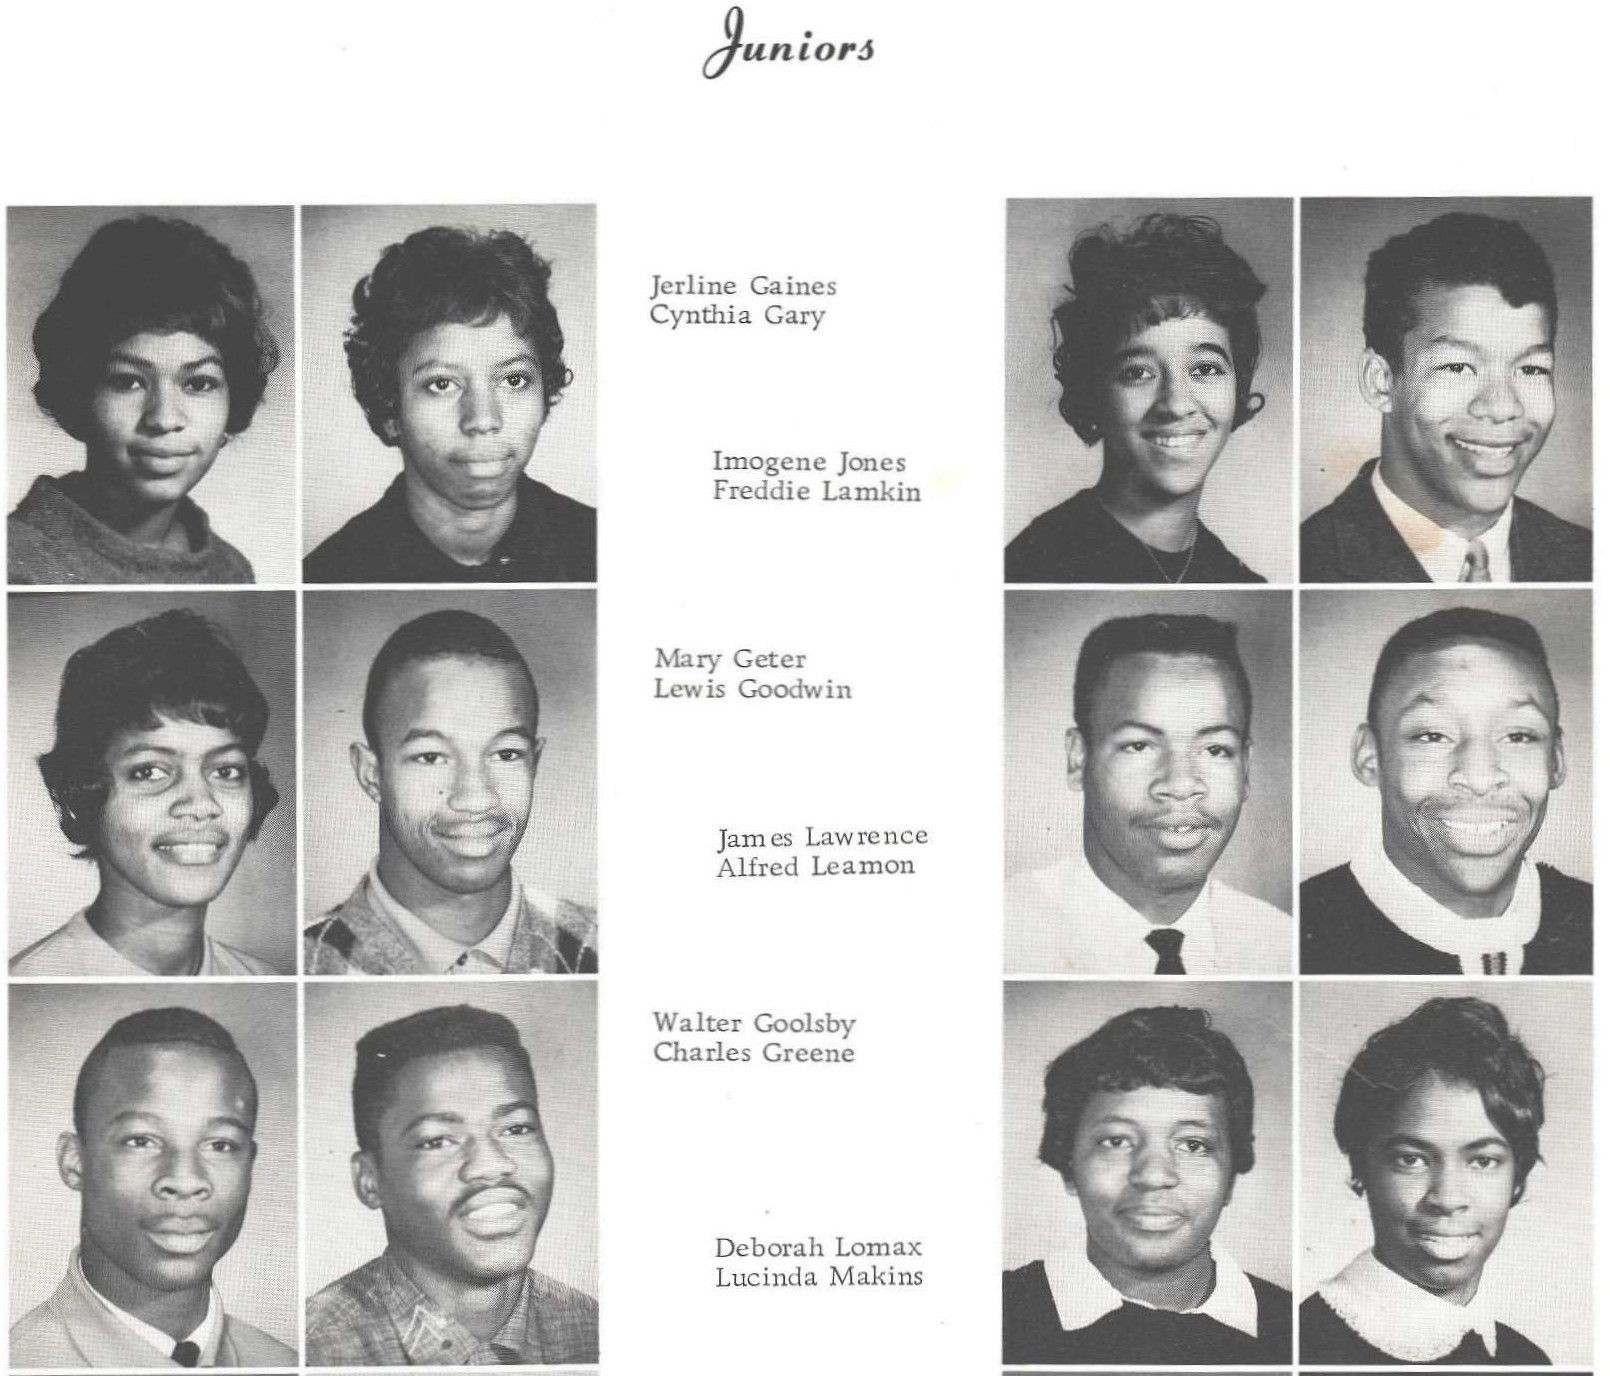 Juniors
Jerline Gaines
Cynthia Gary
Imogene Jones
Freddie Lamkin
Mary Geter
Lewis Goodwin
James Lawrence
Alfred Leamon
Walter Goolsby
Charles Greene
Deborah Lomax
Lucinda Makins